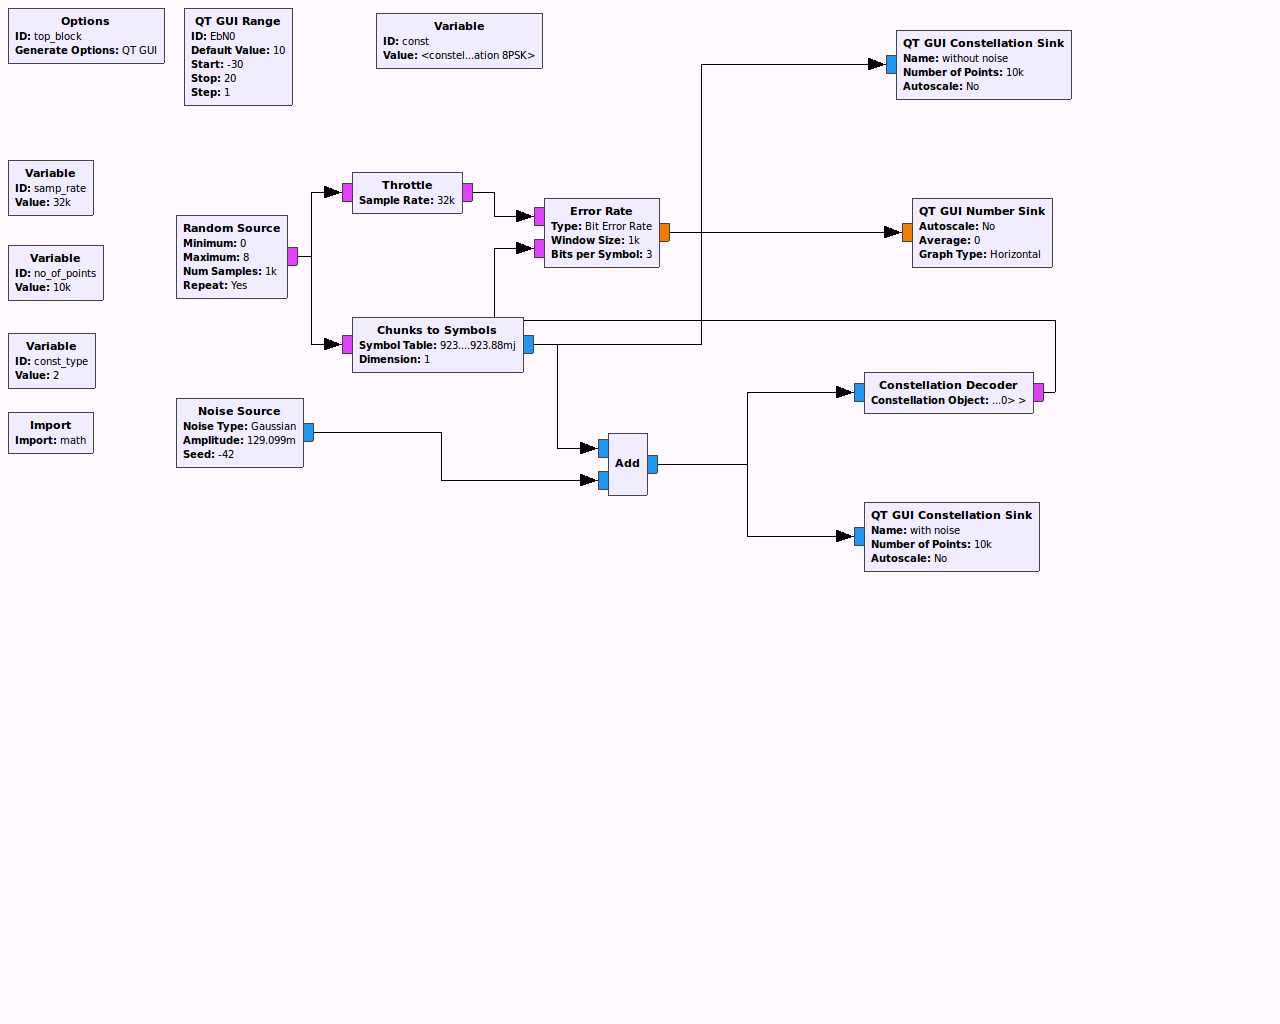 Options
ID: top_block
Generate Options: QT GUI
QT GUI Range
ID: EbN0
Default Value: 10
Start: -30
Stop: 20
Step: 1
Variable
ID: const
Value: <constel...ation 8PSK>
QT GUI Constellation Sink
Name: without noise
Number of Points: 10k
Autoscale: No
Variable
ID: samp_rate
Value: 32k
Throttle
Sample Rate: 32k
Error Rate
Type: Bit Error Rate
Window Size: 1k
Bits per Symbol: 3
QT GUI Number Sink
Autoscale: No
Average: 0
Graph Type: Horizontal
Random Source
Minimum: 0
Maximum: 8
Num Samples: 1k
Repeat: Yes
Variable
ID: no_of_points
Value: 10k
Chunks to Symbols
Symbol Table: 923....923.88mj
Dimension: 1
Variable
ID: const_type
Value: 2
Constellation Decoder
Constellation Object: ...0> >
Import
Import: math
Noise Source
Noise Type: Gaussian
Amplitude: 129.099m
Seed: -42
Add
QT GUI Constellation Sink
Name: with noise
Number of Points: 10k
Autoscale: No